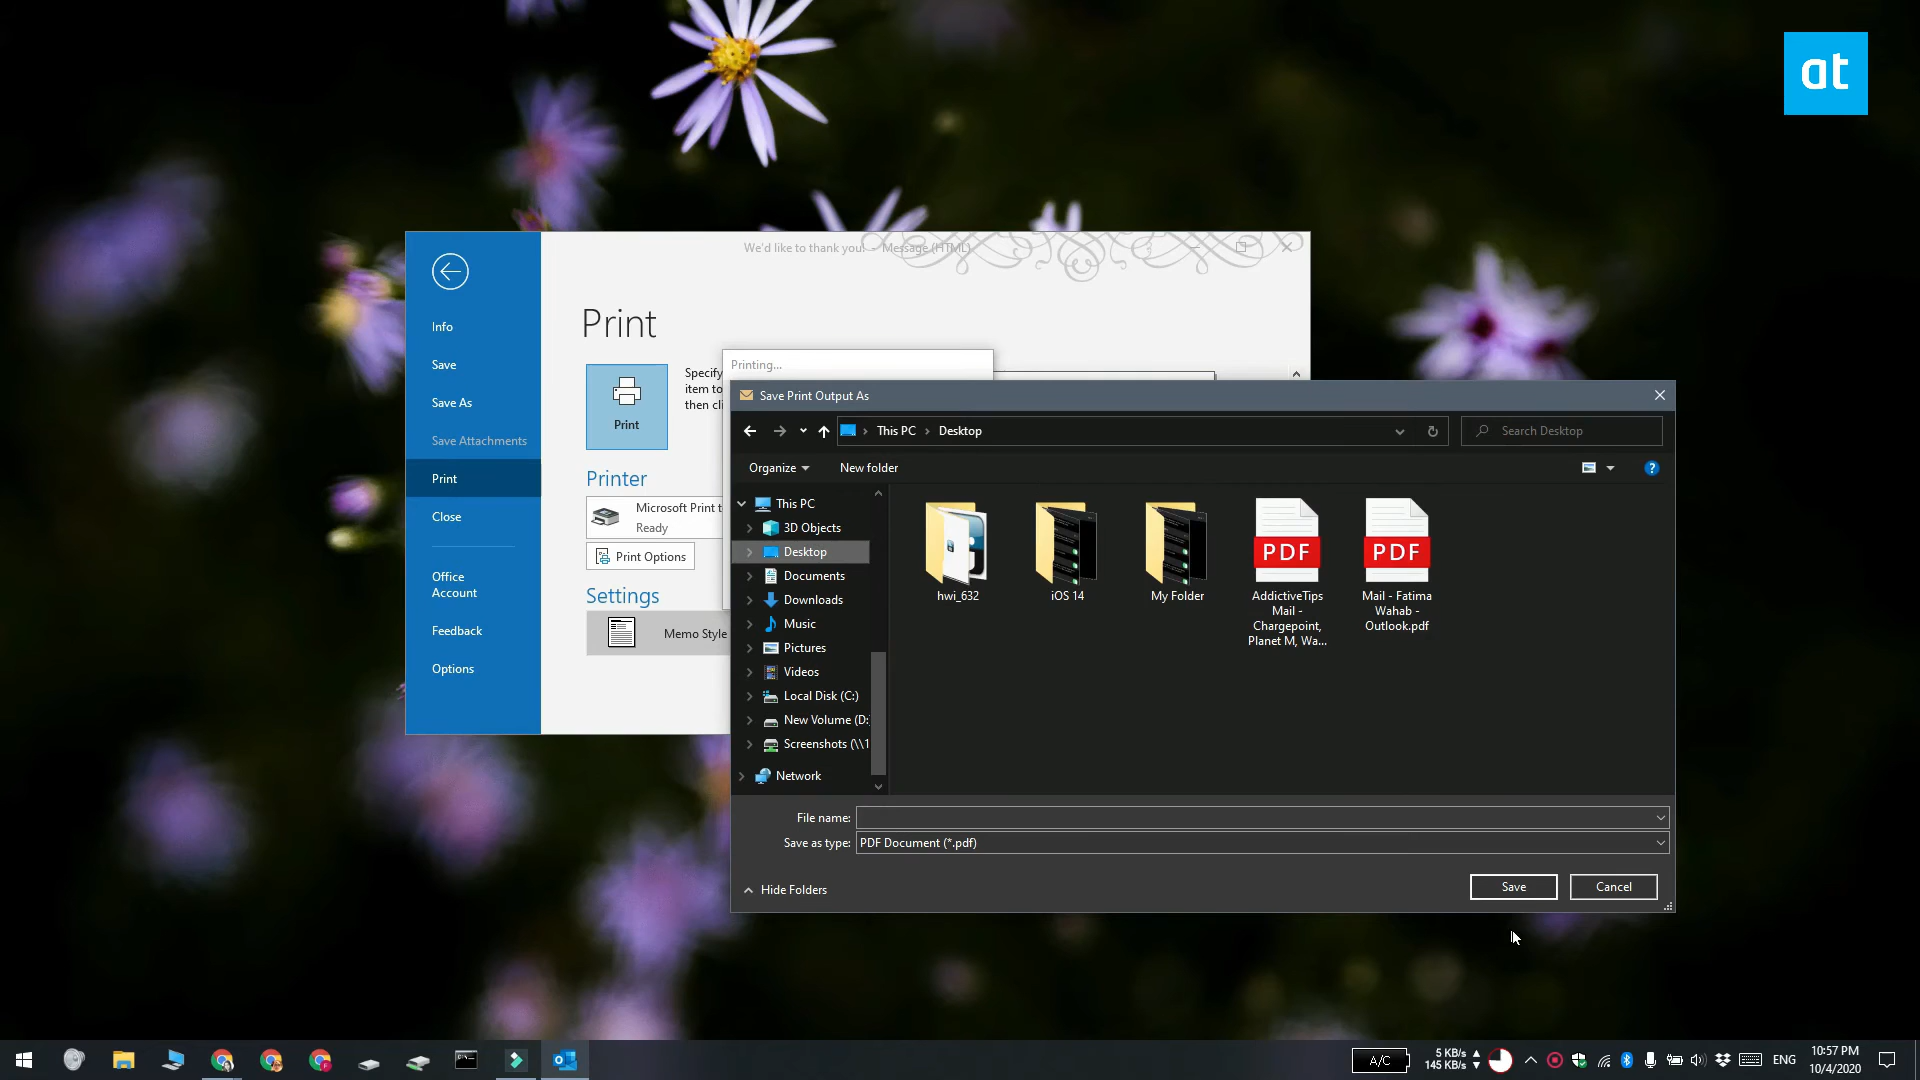 at
We'd like to thank you! - Message (HTML)
Info
Save
Save As
Save Attachments
Print
Close
Office
Account
Feedback
Options
Print
Print
Specify
item to
then cli
Printer
Microsoft Print t
Ready
Print Options
Settings
Memo Style
Printing...
Save Print Output As
This PC
Desktop
Search Desktop
Organize
New folder
?
This PC
3D Objects
Desktop
Documents
Downloads
Music
Pictures
Videos
Local Disk (C:)
New Volume (D:
Screenshots (\\1
Network
hwi_632
iOS 14
My Folder
PDF
AddictiveTips
Mail -
Chargepoint,
Planet M, Wa...
PDF
Mail - Fatima
Wahab -
Outlook.pdf
File name:
Save as type: PDF Document (*.pdf)
Hide Folders
Save
Cancel
A/C
5 KB/s
145 KB/s
ENG
10:57 PM
10/4/2020